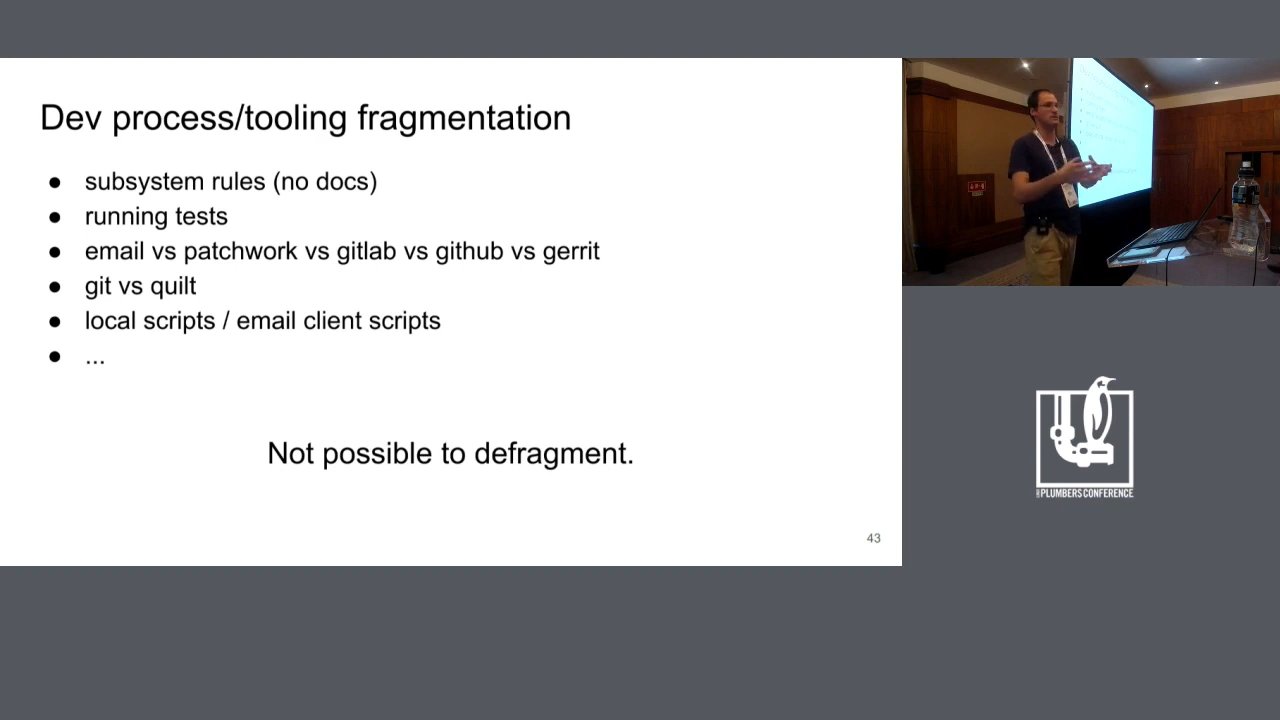 Dev process/tooling fragmentation
● subsystem rules (no docs)
● running tests
● email vs patchwork vs gitlab vs github vs gerrit
● git vs quilt
● local scripts / email client scripts
● ...
Not possible to defragment.
43
PLUMBERS CONFERENCE